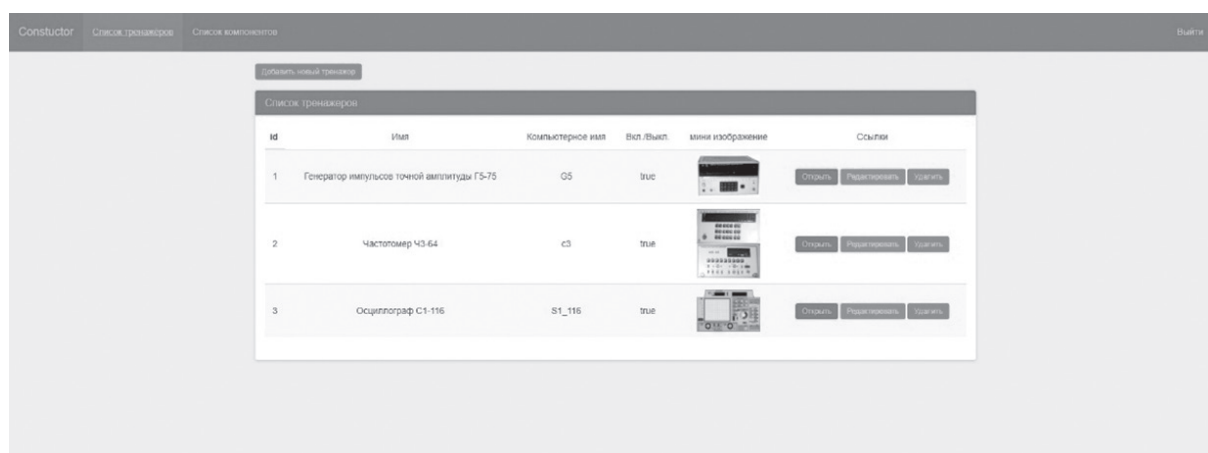 Constuctor Список тренажёров Список компонентов Выйти
Добавить новый тренажор
Список тренажеров
id Имя Компьютерное имя Вкл./Выкл. мини изображение Ссылки
1 Генератор импульсов точной амплитуды Г5-75 G5 true Открыть Редактировать Удалить
2 Частотомер Ч3-64 c3 true Открыть Редактировать Удалить
3 Осциллограф С1-116 S1_116 true Открыть Редактировать Удалить